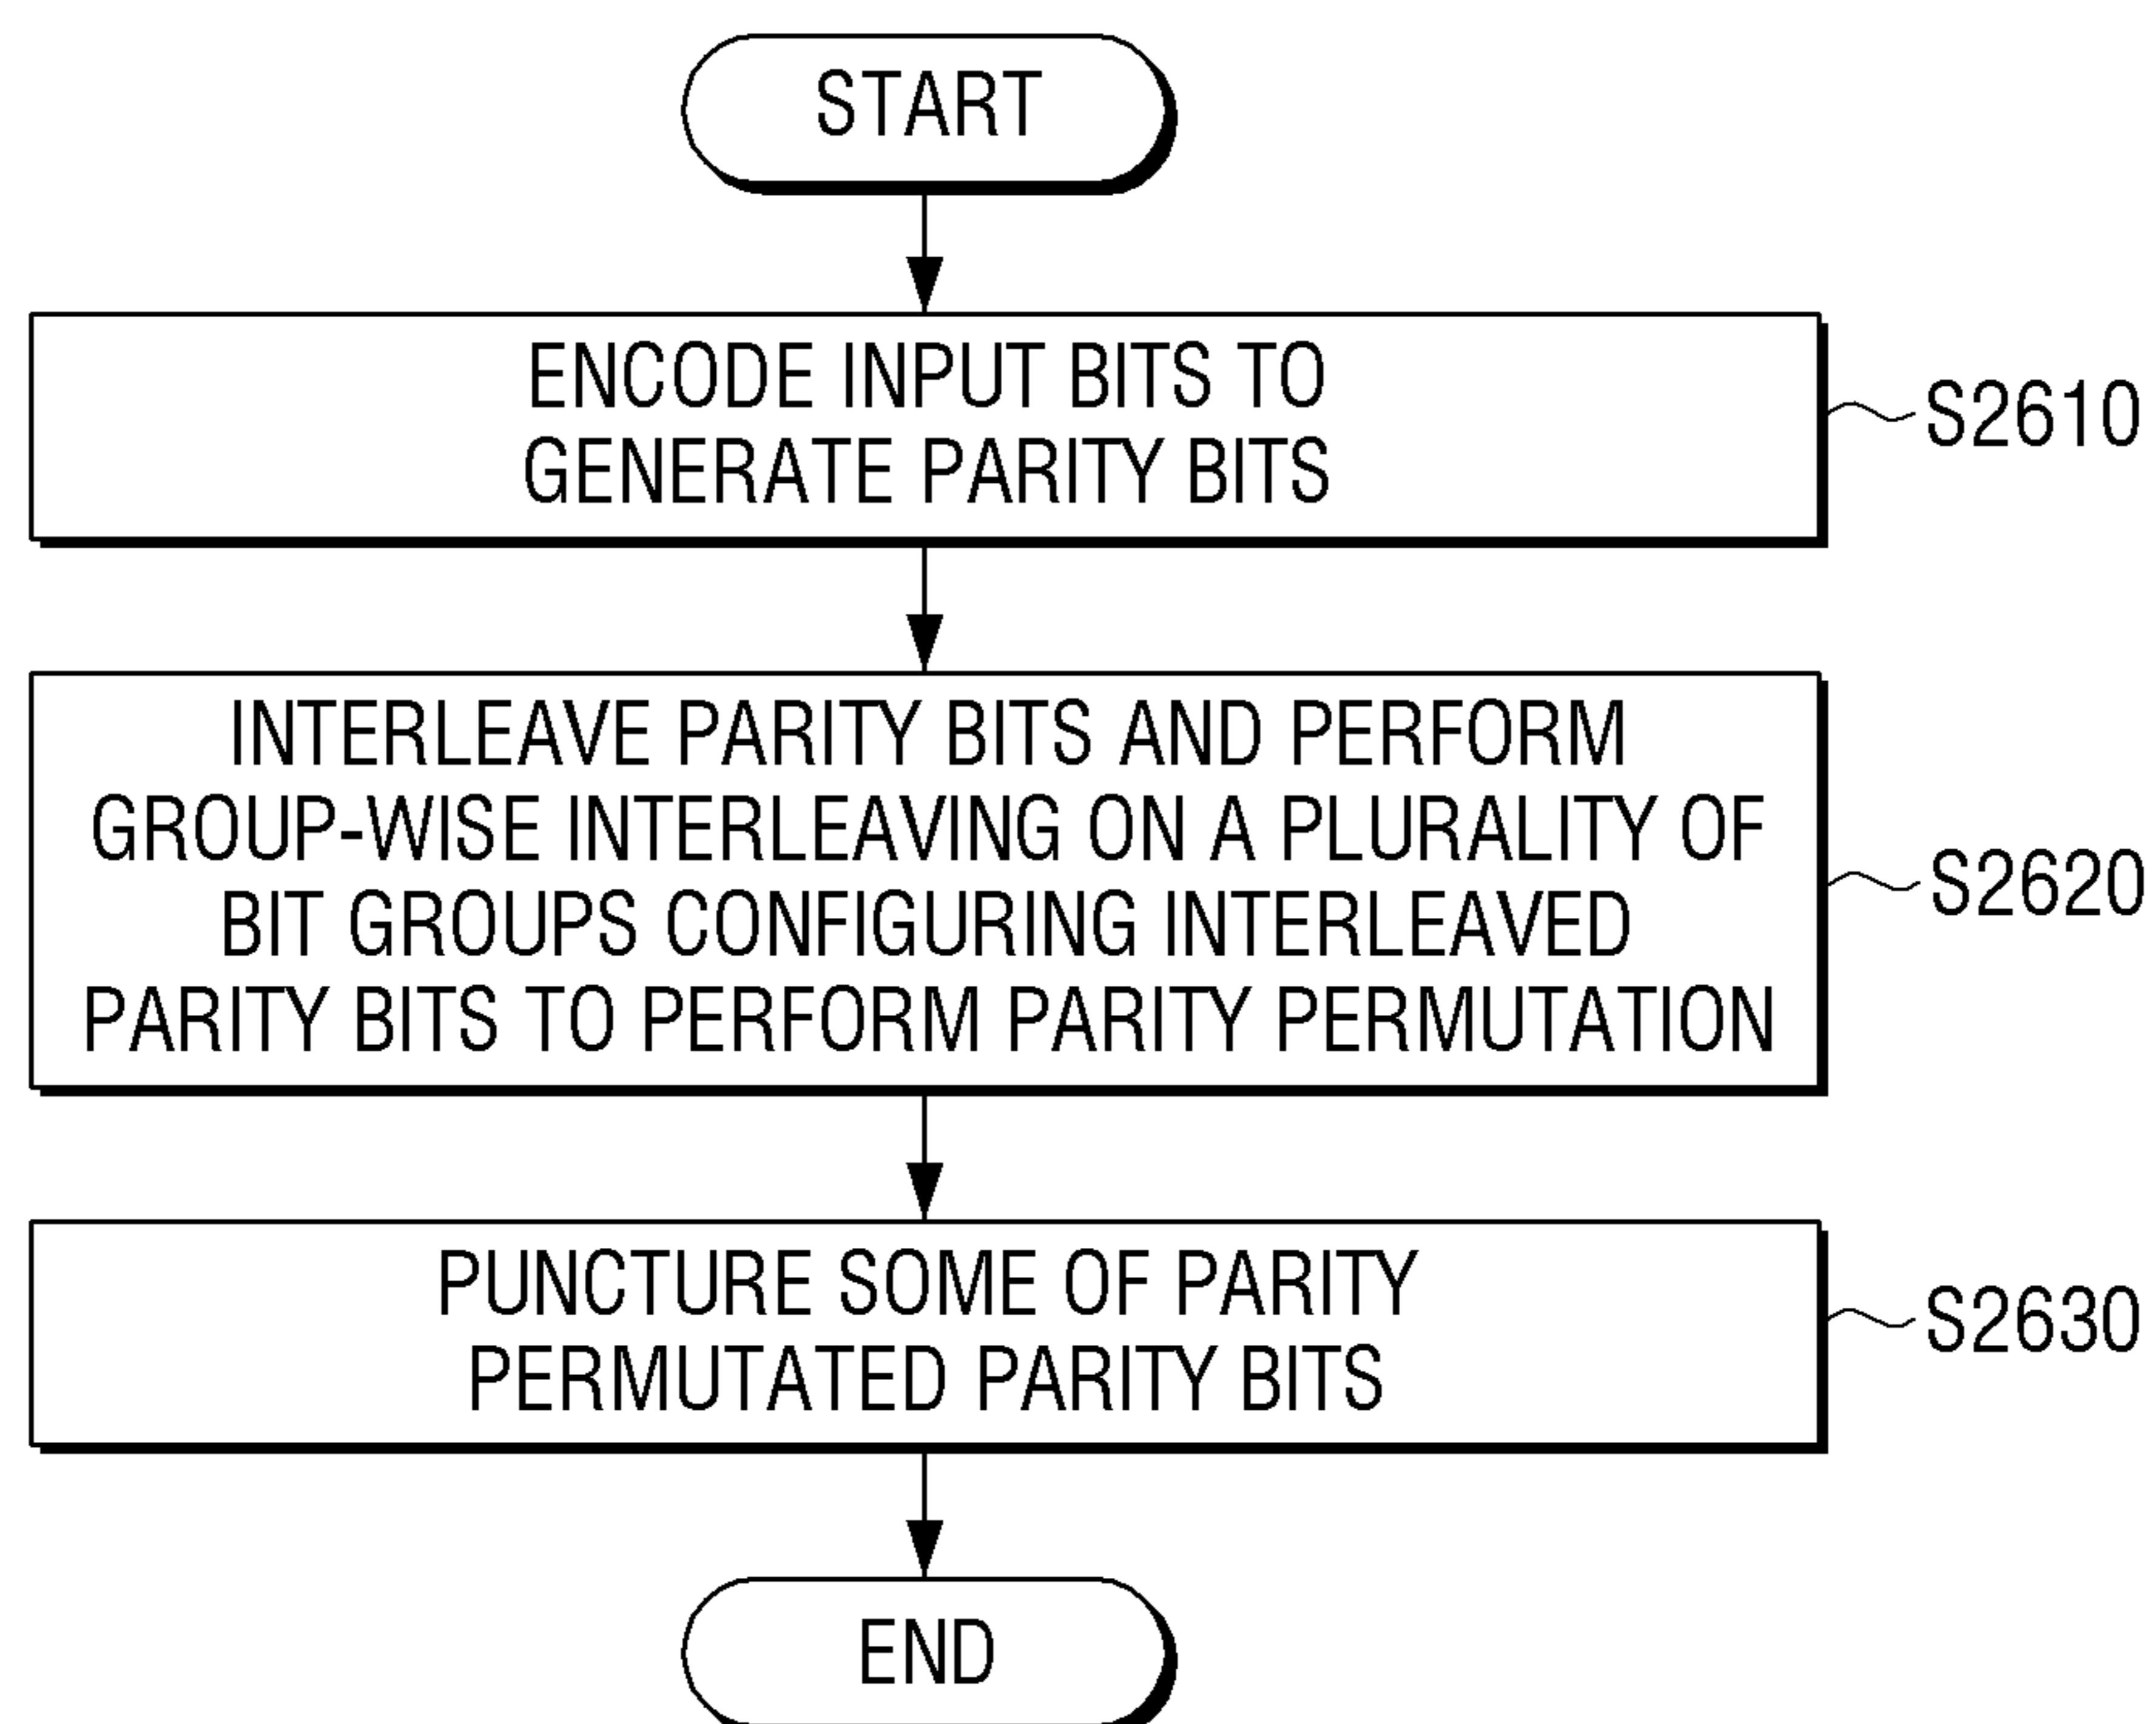 START
ENCODE INPUT BITS TO
GENERATE PARITY BITS
S2610
INTERLEAVE PARITY BITS AND PERFORM
GROUP-WISE INTERLEAVING ON A PLURALITY OF
BIT GROUPS CONFIGURING INTERLEAVED
PARITY BITS TO PERFORM PARITY PERMUTATION
S2620
PUNCTURE SOME OF PARITY
PERMUTATED PARITY BITS
S2630
END